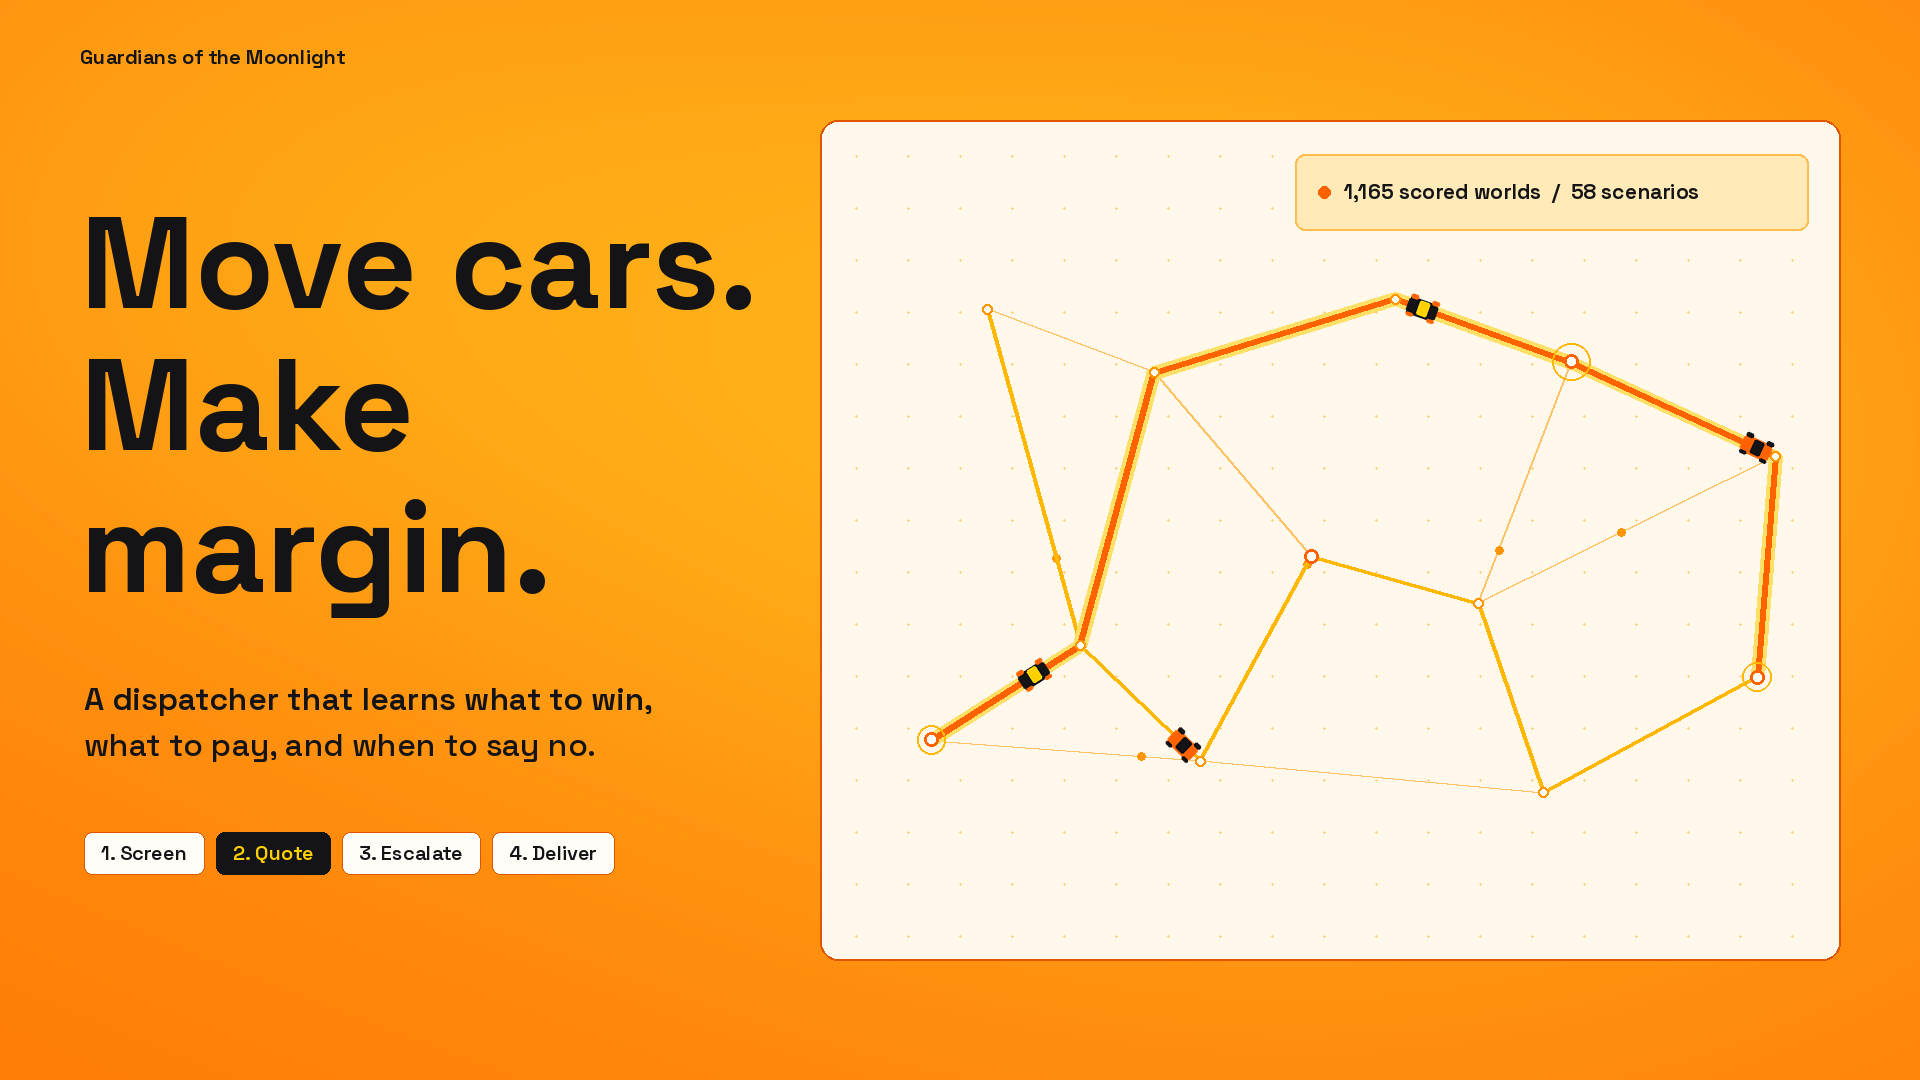 Guardians of the Moonlight
Move cars.
Make
margin.
A dispatcher that learns what to win,
what to pay, and when to say no.
1. Screen
2. Quote
3. Escalate
4. Deliver
1,165 scored worlds / 58 scenarios